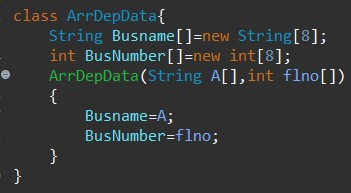 class ArrDepData{
String Busname[]=new String[8];
int BusNumber[]=new int[8];
ArrDepData(String A[],int flno[])
{
Busname=A;
BusNumber=flno;
}
}